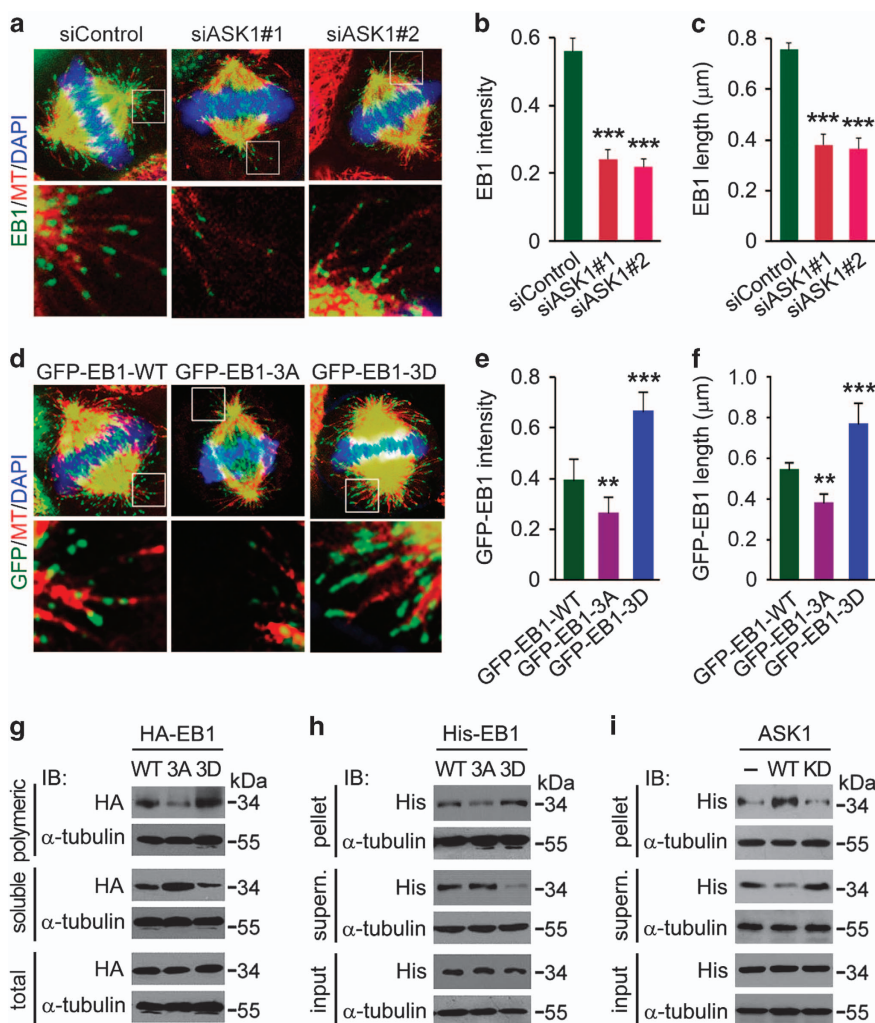 a
siControl
siASK1#1
siASK1#2
EB1/MT/DAPI
b
EB1 intensity
0.6
0.4
0.2
0
***
***
siControl
siASK1#1
siASK1#2
c
EB1 length (μm)
0.8
0.6
0.4
0.2
0
***
***
siControl
siASK1#1
siASK1#2
d
GFP-EB1-WT
GFP-EB1-3A
GFP-EB1-3D
GFP/MT/DAPI
e
GFP-EB1 intensity
0.8
0.6
0.4
0.2
0
**
***
GFP-EB1-WT
GFP-EB1-3A
GFP-EB1-3D
f
GFP-EB1 length (μm)
1.0
0.8
0.6
0.4
0.2
0
**
***
GFP-EB1-WT
GFP-EB1-3A
GFP-EB1-3D
g
HA-EB1
IB: WT 3A 3D kDa
polymeric
HA -34
α-tubulin -55
soluble
HA -34
α-tubulin -55
total
HA -34
α-tubulin -55
h
His-EB1
IB: WT 3A 3D kDa
pellet
His -34
α-tubulin -55
supern.
His -34
α-tubulin -55
input
His -34
α-tubulin -55
i
ASK1
IB: – WT KD kDa
pellet
His -34
α-tubulin -55
supern.
His -34
α-tubulin -55
input
His -34
α-tubulin -55